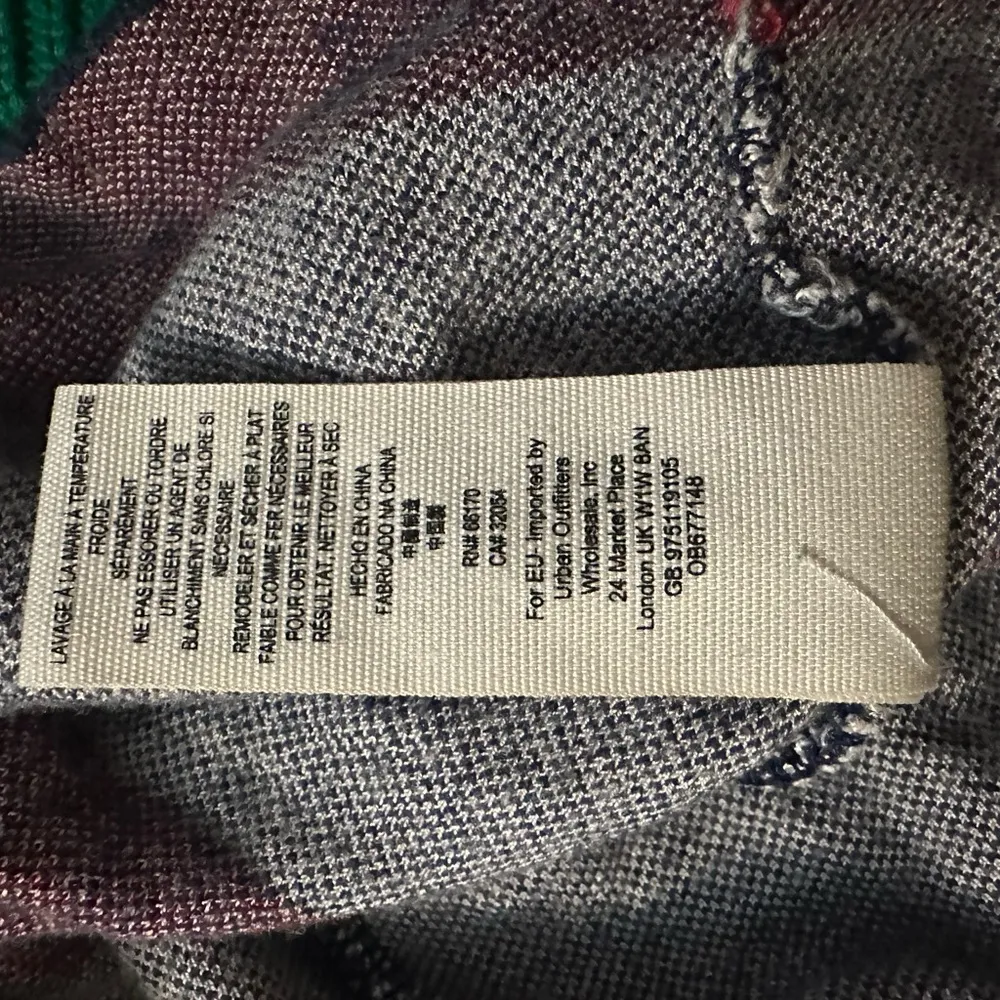 LAVAGE À LA MAIN A TEMPÉRATURE
FROIDE
SÉPARÉMENT
NE PAS ESSORER OU TORDRE
UTILISER UN AGENT DE
BLANCHIMENT SANS CHLORE SI
NÉCESSAIRE
REMODELER ET SÉCHER À PLAT
FAIBLE COMME FER NÉCESSAIRES
POUR OBTENIR LE MEILLEUR
RÉSULTAT, NETTOYER À SEC
HECHO EN CHINA
FABRICADO NA CHINA
中國製造
中国製
RN# 66170
CA# 32054
For EU: Imported by
Urban Outfitters
Wholesale, Inc
24 Market Place
London UK W1W 8AN
GB 975119105
OB677148